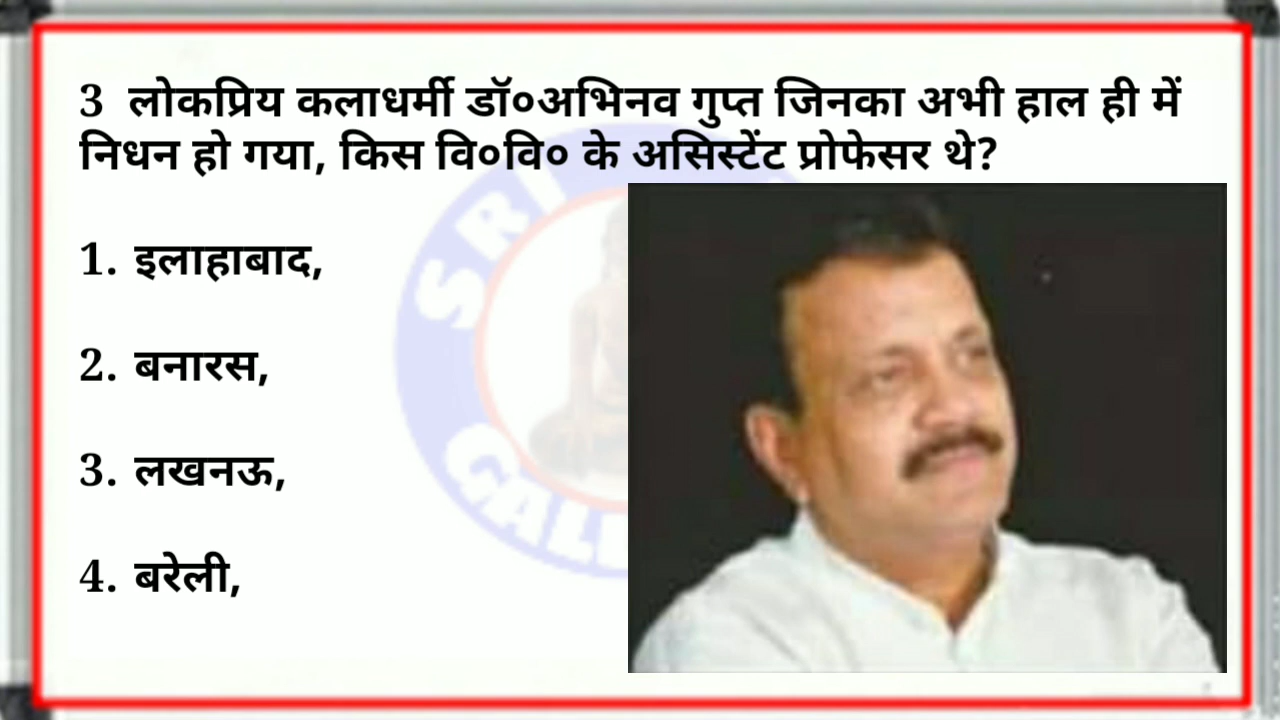 3 लोकप्रिय कलाधर्मी डॉ०अभिनव गुप्त जिनका अभी हाल ही में
निधन हो गया, किस वि०वि० के असिस्टेंट प्रोफेसर थे?
SRI
1. इलाहाबाद,
2. बनारस,
3. लखनऊ,
4. बरेली,